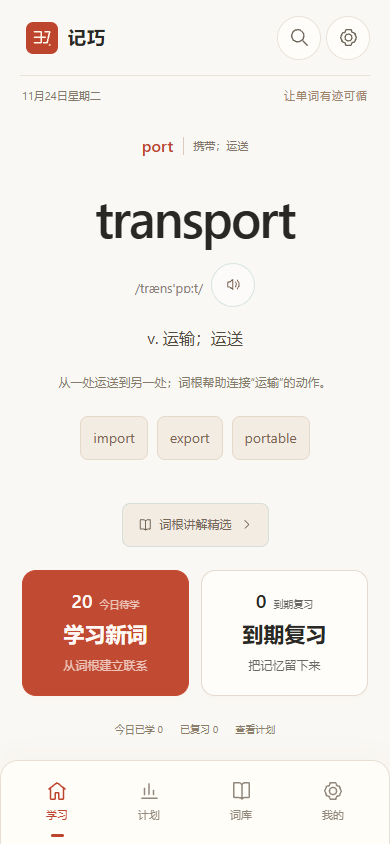 记巧
11月24日星期二
让单词有迹可循
port
携带；运送
transport
/træns'pɒːt/
v. 运输；运送
从一处运送到另一处；词根帮助连接“运输”的动作。
import
export
portable
词根讲解精选
20 今日待学
学习新词
从词根建立联系
0 到期复习
到期复习
把记忆留下来
今日已学 0
已复习 0
查看计划
学习
计划
词库
我的